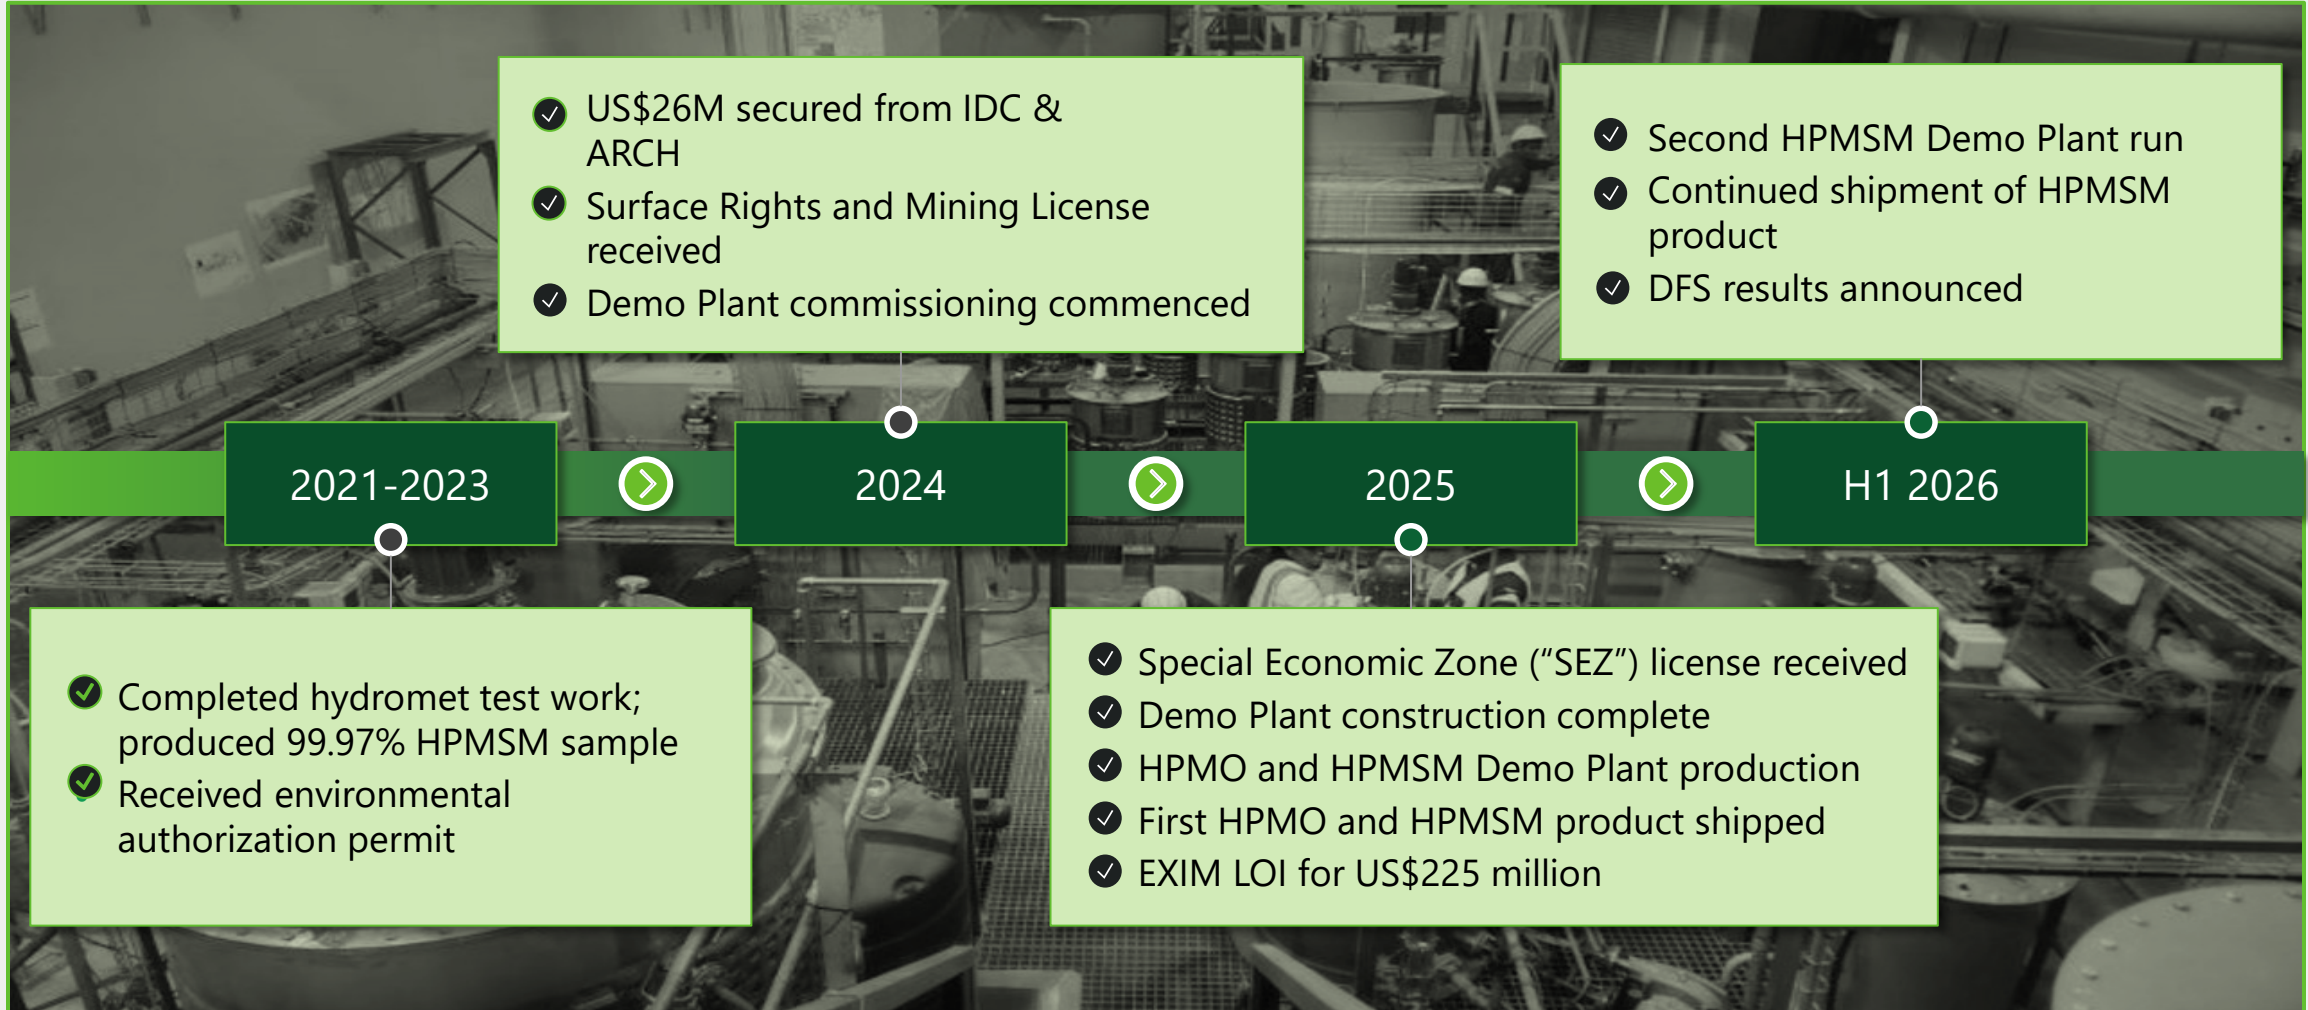 US$26M secured from IDC &
ARCH
Surface Rights and Mining License
received
Demo Plant commissioning commenced
Second HPMSM Demo Plant run
Continued shipment of HPMSM
product
DFS results announced
2021-2023
2024
2025
H1 2026
Completed hydromet test work;
produced 99.97% HPMSM sample
Received environmental
authorization permit
Special Economic Zone (“SEZ”) license received
Demo Plant construction complete
HPMO and HPMSM Demo Plant production
First HPMO and HPMSM product shipped
EXIM LOI for US$225 million